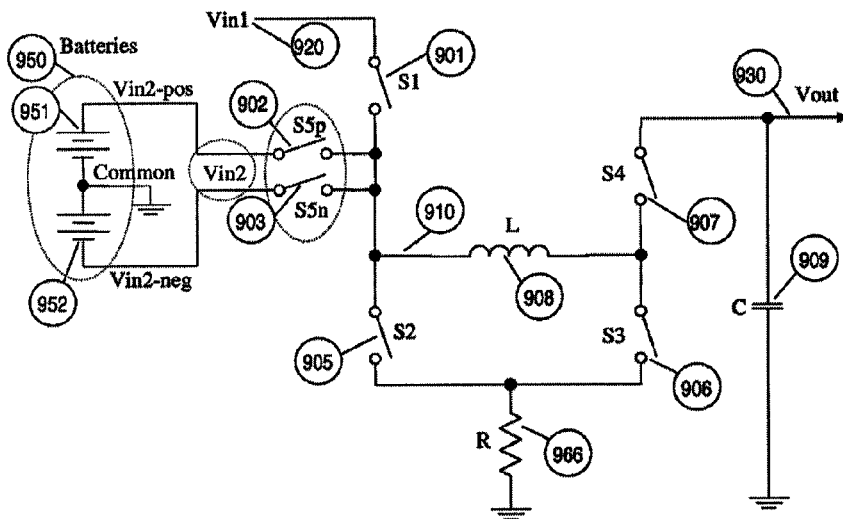 Vin1
920
901
S1
950
Batteries
951
Vin2-pos
902
S5p
930
Vout
Common
Vin2
S4
903
S5n
910
907
L
952
Vin2-neg
908
909
C
905
S2
S3
906
R
966